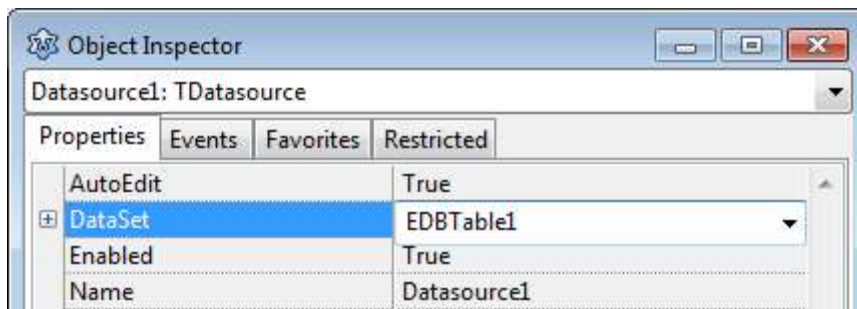 Object Inspector
Datasource1: TDatasource
Properties Events Favorites Restricted
AutoEdit True
DataSet EDBTable1
Enabled True
Name Datasource1